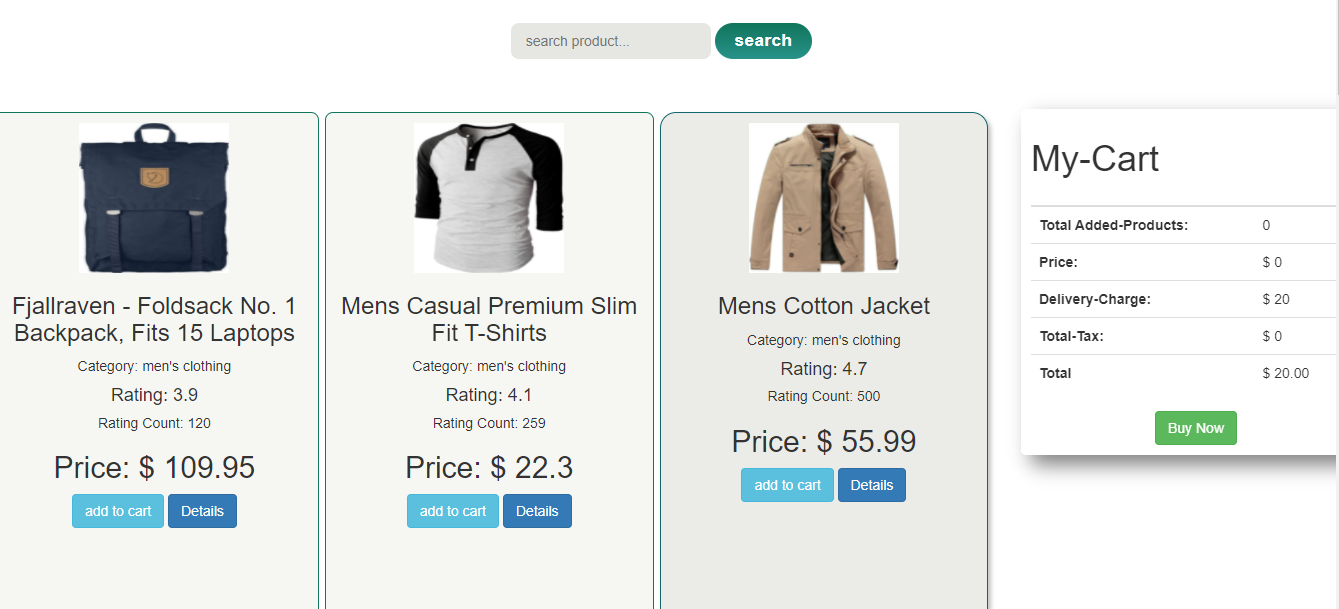 search product...
search
Fjallraven - Foldsack No. 1
Backpack, Fits 15 Laptops
Category: men's clothing
Rating: 3.9
Rating Count: 120
Price: $ 109.95
add to cart
Details
Mens Casual Premium Slim
Fit T-Shirts
Category: men's clothing
Rating: 4.1
Rating Count: 259
Price: $ 22.3
add to cart
Details
Mens Cotton Jacket
Category: men's clothing
Rating: 4.7
Rating Count: 500
Price: $ 55.99
add to cart
Details
My-Cart
Total Added-Products: 0
Price: $ 0
Delivery-Charge: $ 20
Total-Tax: $ 0
Total $ 20.00
Buy Now